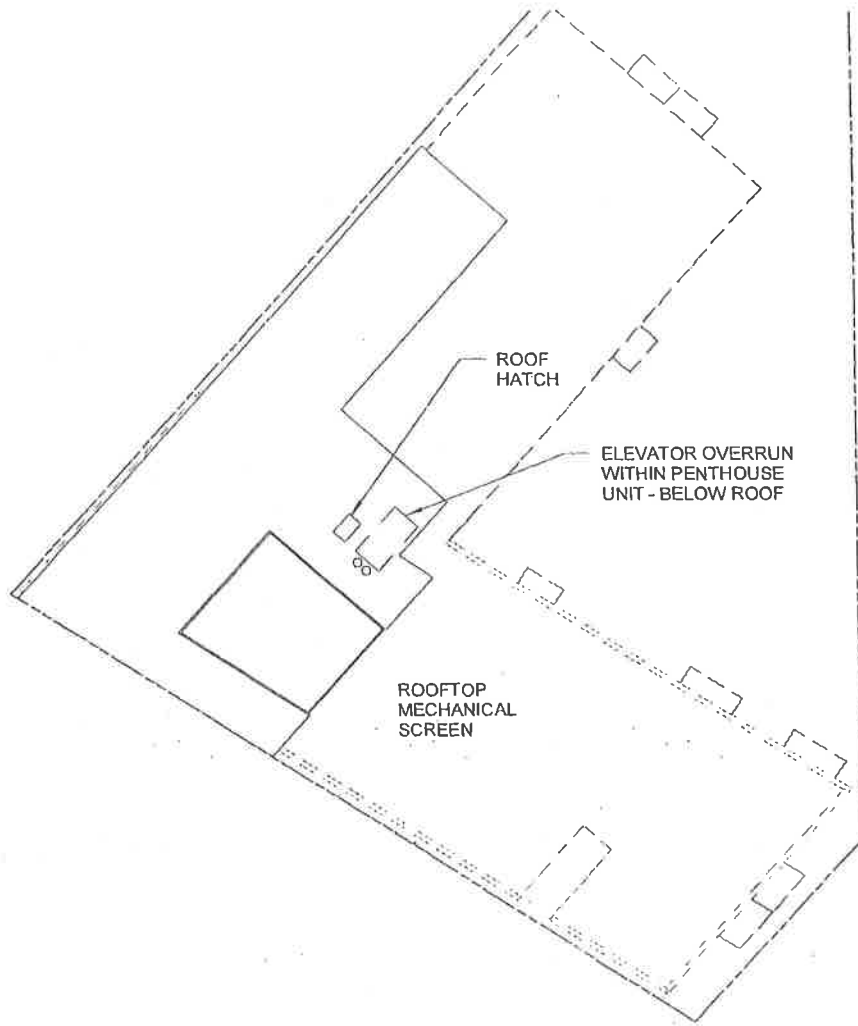 ROOF
HATCH
ELEVATOR OVERRUN
WITHIN PENTHOUSE
UNIT - BELOW ROOF
ROOFTOP
MECHANICAL
SCREEN